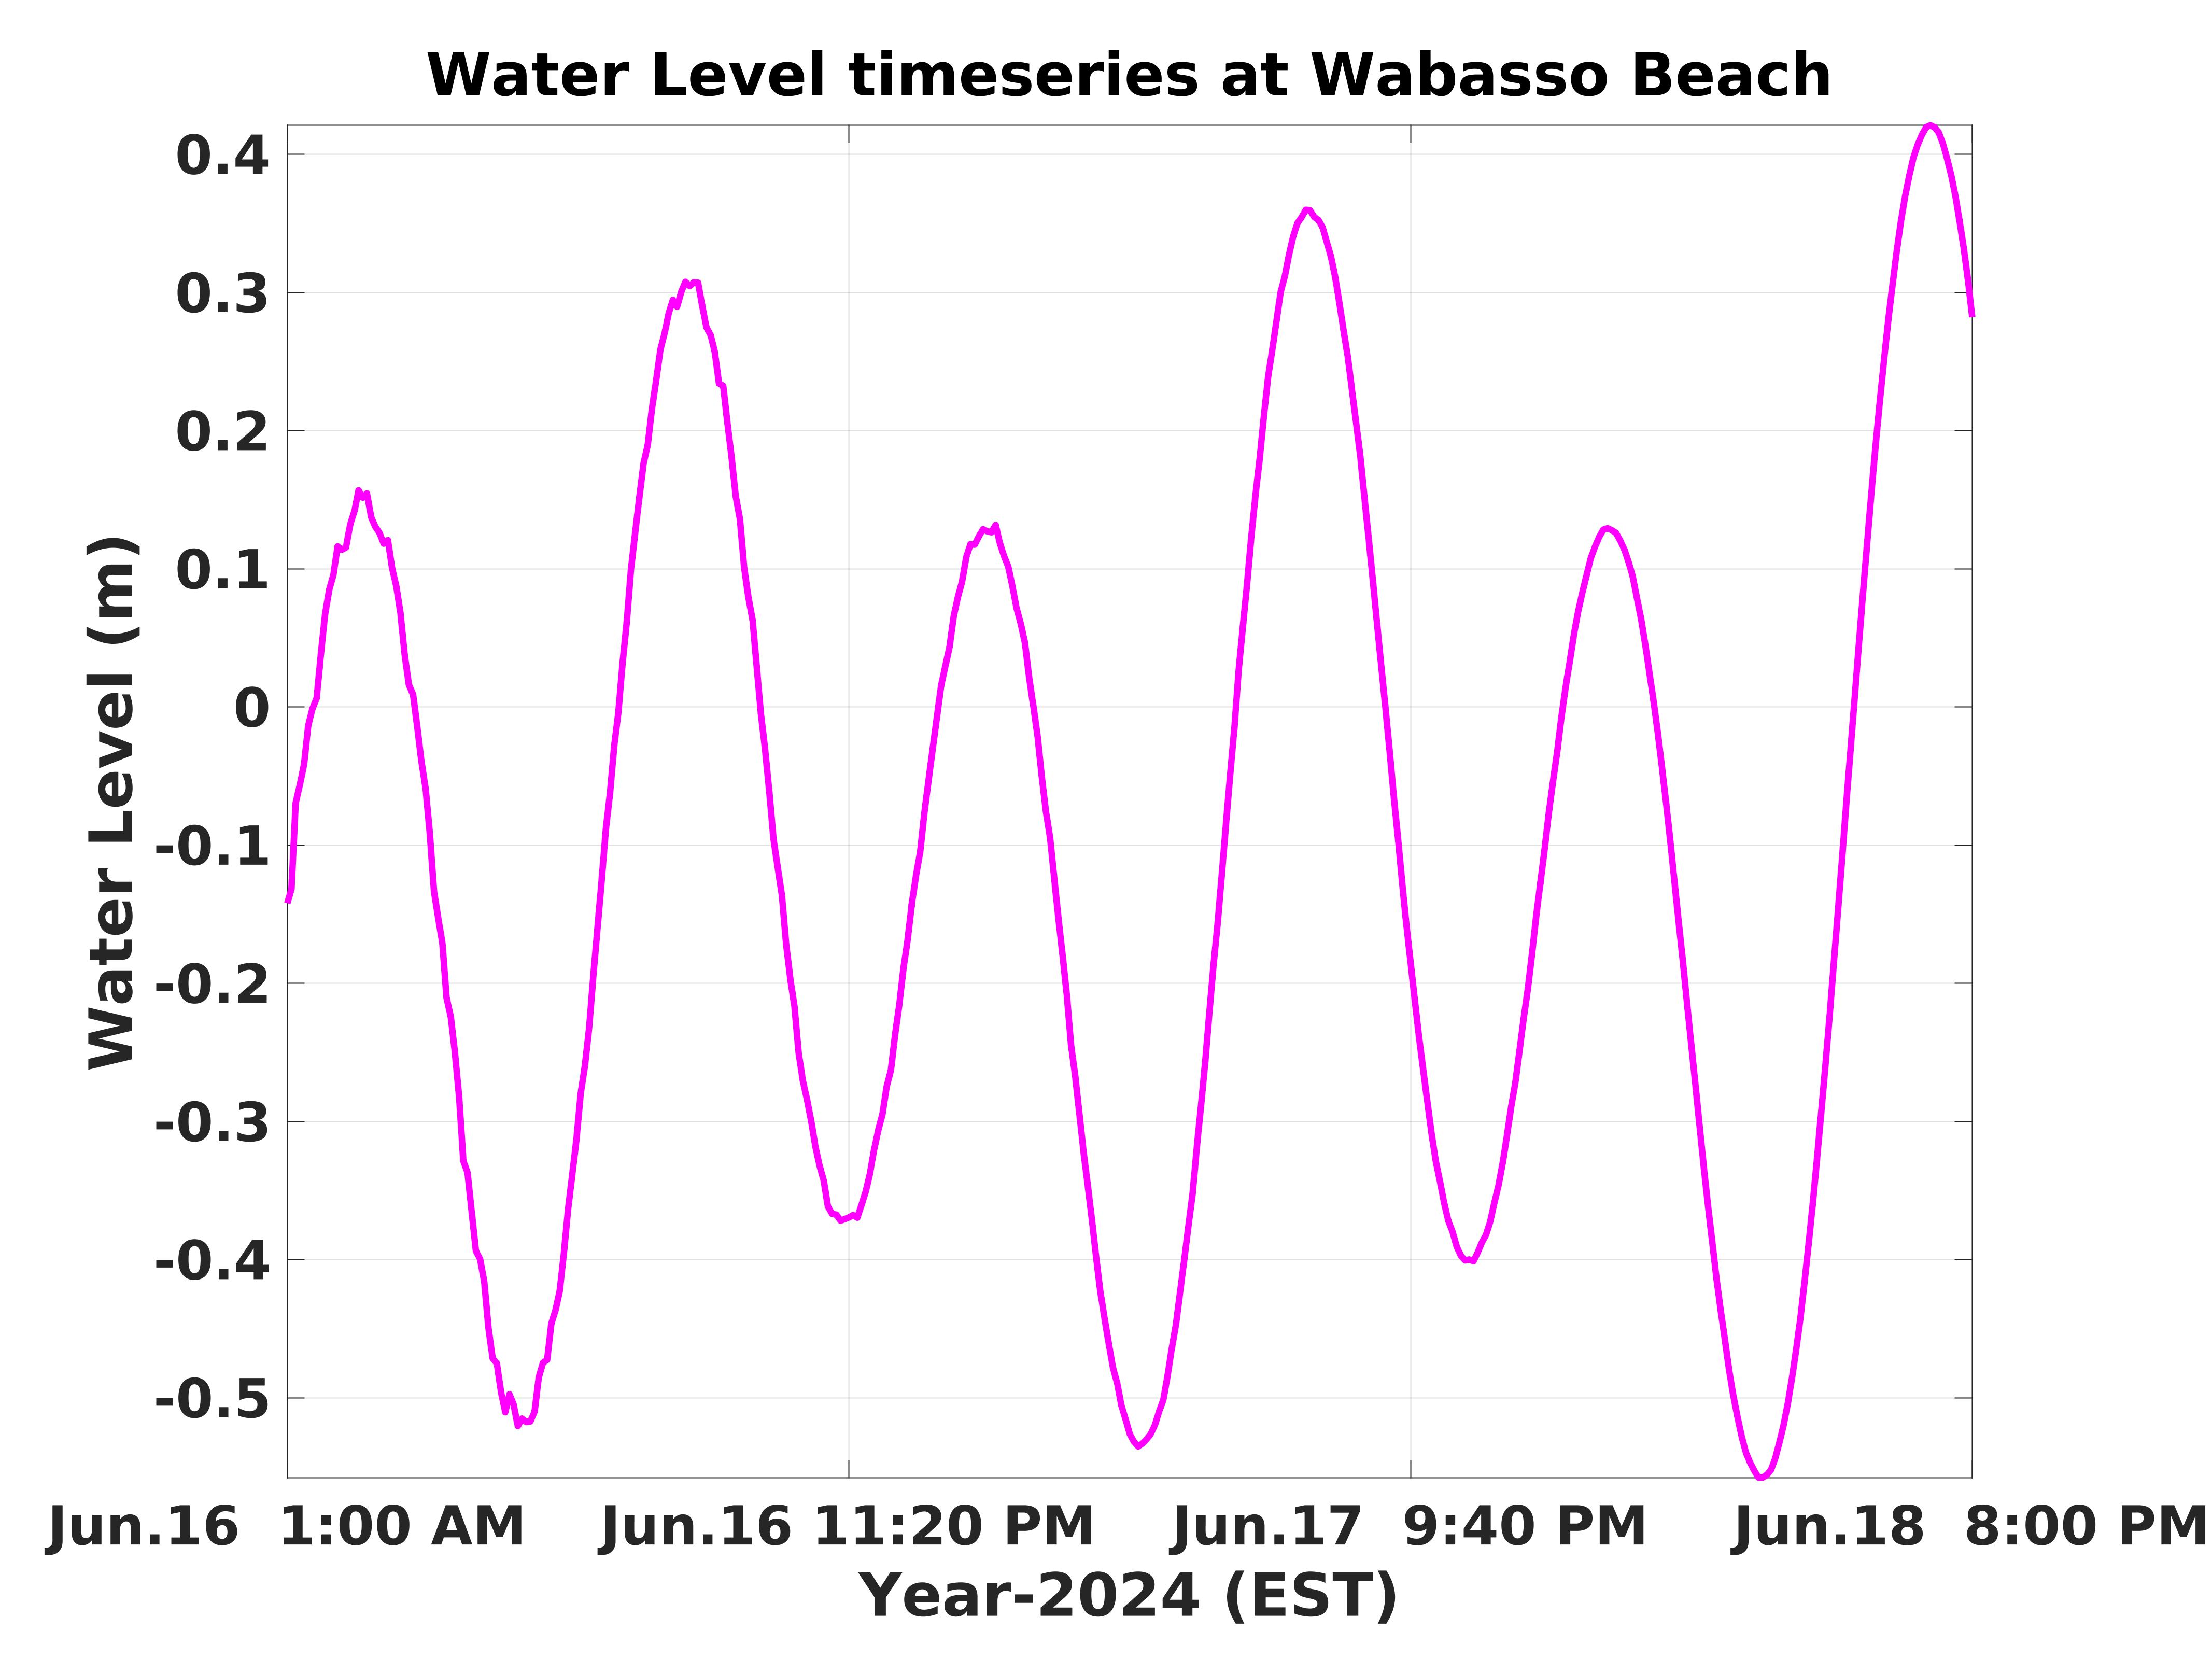 Water Level timeseries at Wabasso Beach
0.4
0.3
0.2
0.1
0
-0.1
-0.2
-0.3
-0.4
-0.5
Water Level (m)
Jun.16 1:00 AM Jun.16 11:20 PM Jun.17 9:40 PM Jun.18 8:00 PM
Year-2024 (EST)